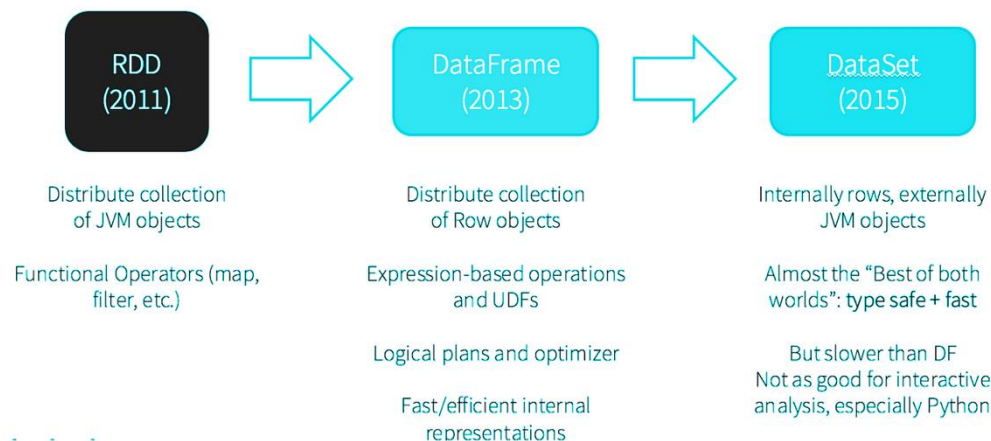 RDD
(2011)
DataFrame
(2013)
DataSet
(2015)
Distribute collection
of JVM objects
Functional Operators (map,
filter, etc.)
Distribute collection
of Row objects
Expression-based operations
and UDFs
Logical plans and optimizer
Fast/efficient internal
representations
Internally rows, externally
JVM objects
Almost the “Best of both
worlds”: type safe + fast
But slower than DF
Not as good for interactive
analysis, especially Python